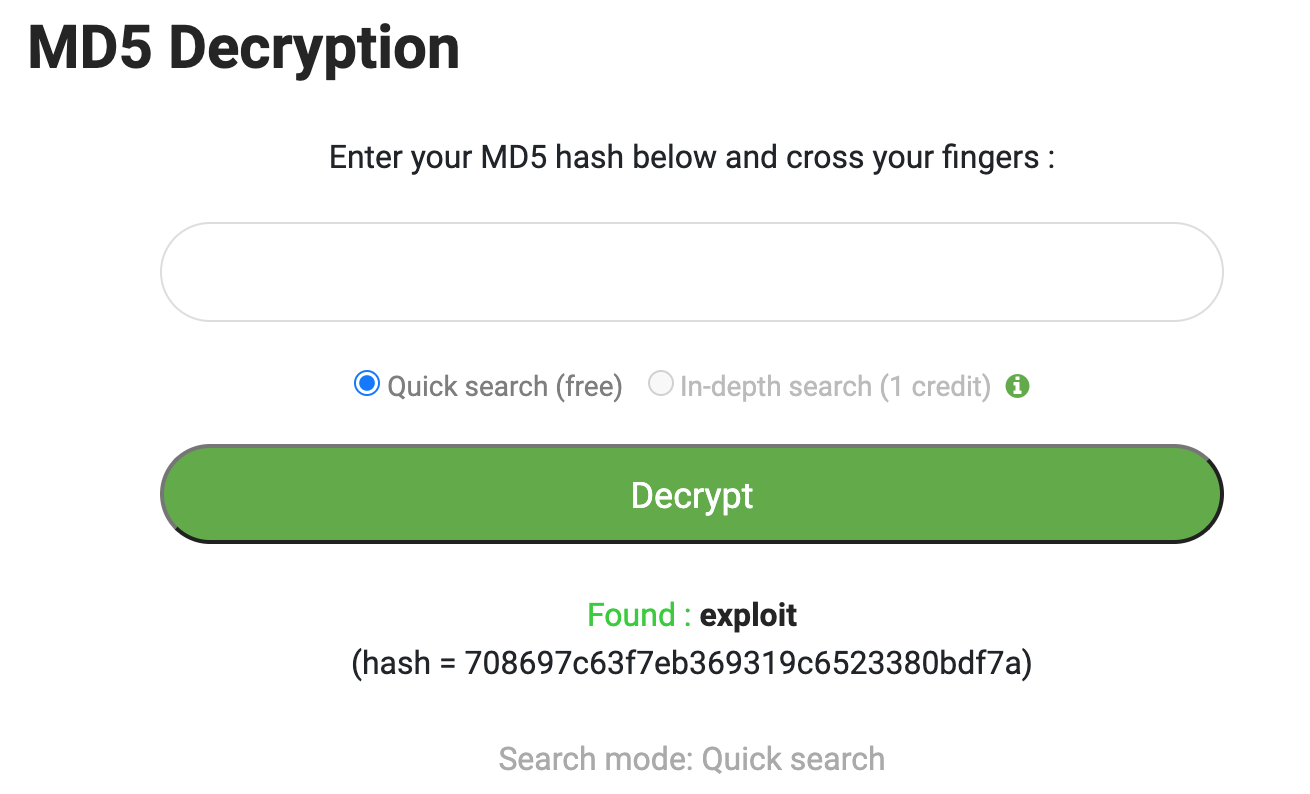 MD5 Decryption
Enter your MD5 hash below and cross your fingers :
Quick search (free) In-depth search (1 credit)
Decrypt
Found : exploit
(hash = 708697c63f7eb369319c6523380bdf7a)
Search mode: Quick search